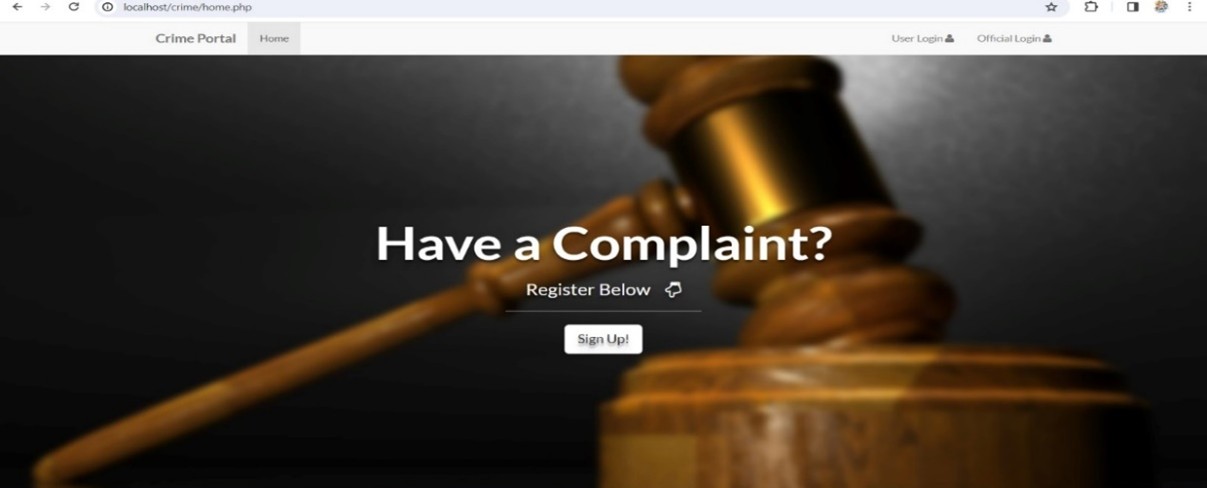 localhost/crime/home.php
Crime Portal Home User Login Official Login
Have a Complaint?
Register Below
Sign Up!